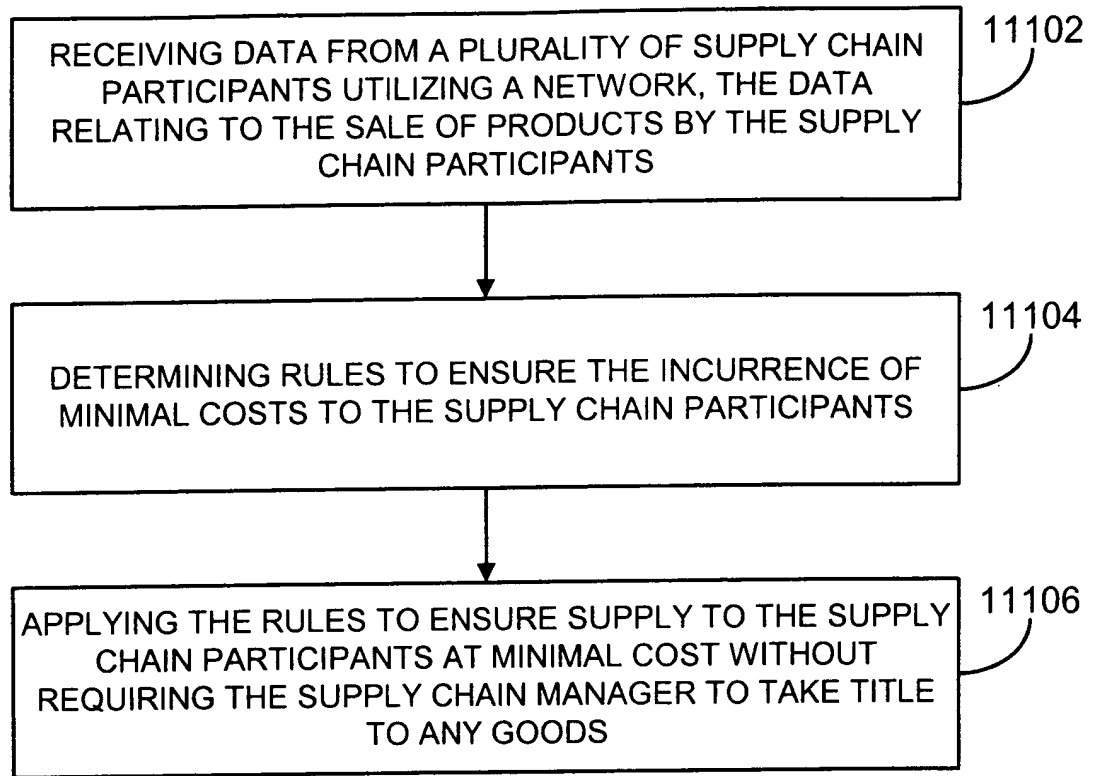 RECEIVING DATA FROM A PLURALITY OF SUPPLY CHAIN
PARTICIPANTS UTILIZING A NETWORK, THE DATA
RELATING TO THE SALE OF PRODUCTS BY THE SUPPLY
CHAIN PARTICIPANTS
11102
DETERMINING RULES TO ENSURE THE INCURRENCE OF
MINIMAL COSTS TO THE SUPPLY CHAIN PARTICIPANTS
11104
APPLYING THE RULES TO ENSURE SUPPLY TO THE SUPPLY
CHAIN PARTICIPANTS AT MINIMAL COST WITHOUT
REQUIRING THE SUPPLY CHAIN MANAGER TO TAKE TITLE
TO ANY GOODS
11106